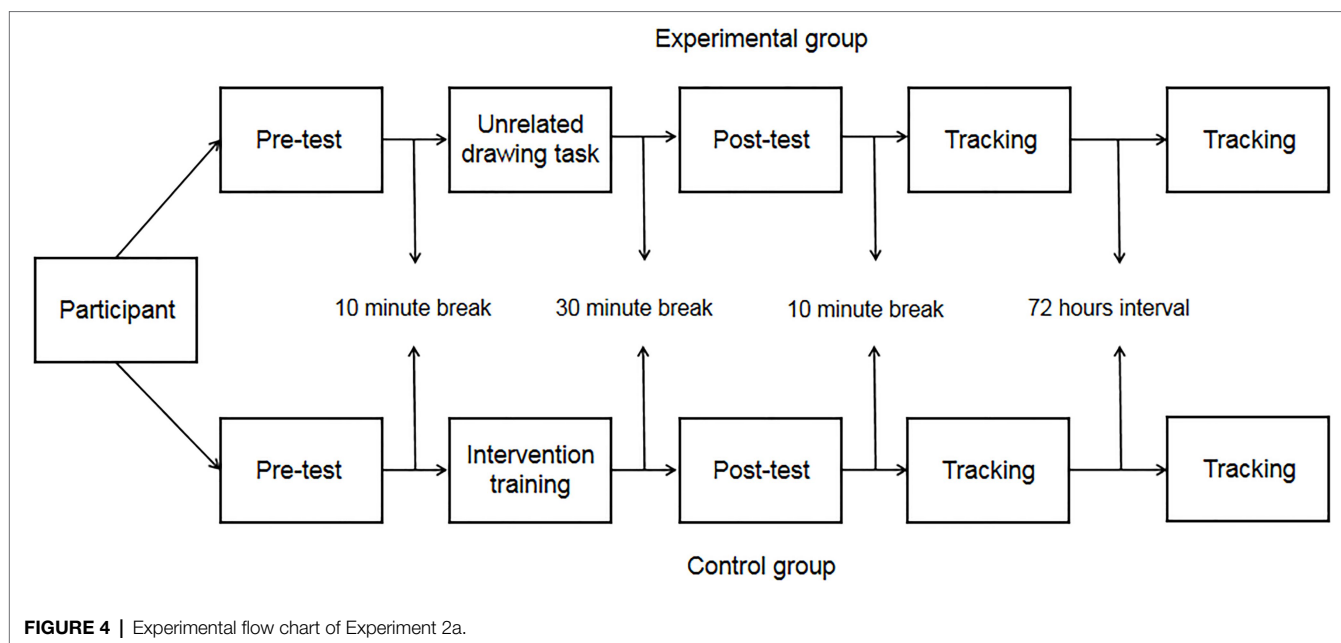 Experimental group
Pre-test
Unrelated
drawing task
Post-test
Tracking
Tracking
Participant
10 minute break
30 minute break
10 minute break
72 hours interval
Pre-test
Intervention
training
Post-test
Tracking
Tracking
Control group
FIGURE 4 | Experimental flow chart of Experiment 2a.